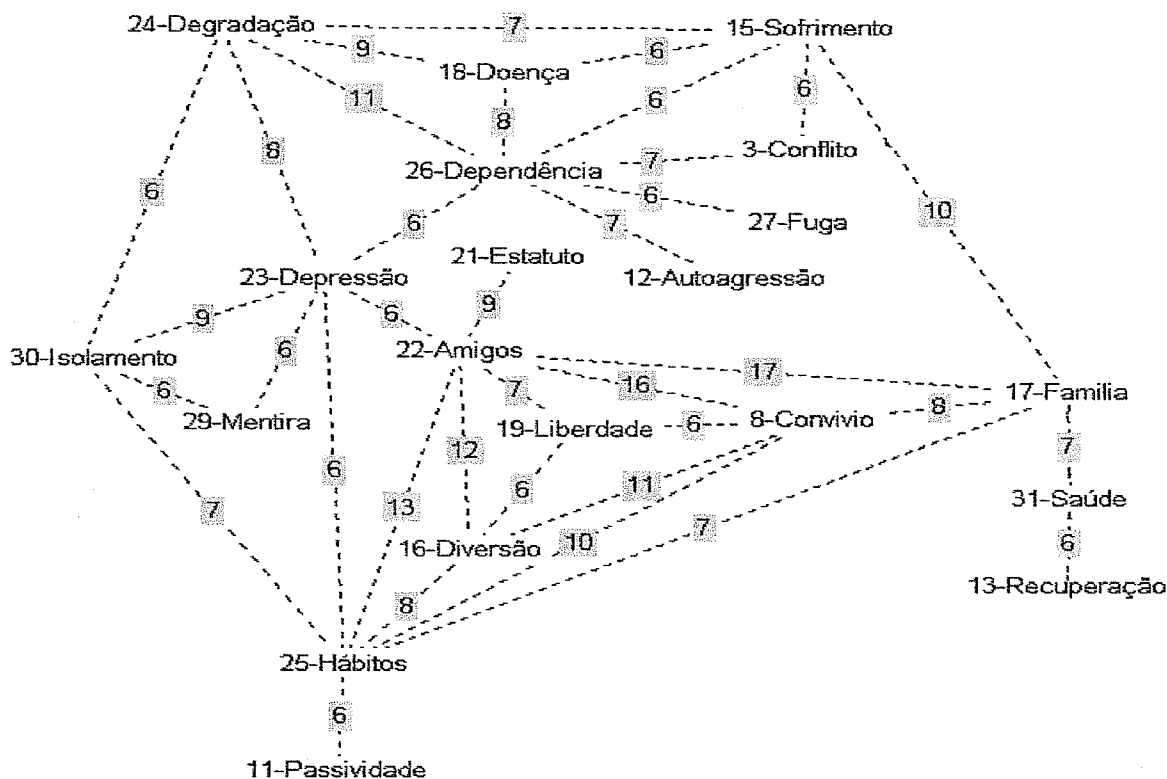 24-Degradação 7 15-Sofrimento
9 6
18-Doença
11 6 6
8
8 3-Conflito
26-Dependência 7
6 6 10
6 7 27-Fuga
21-Estatuto
23-Depressão 12-Autoagressão
9 6 9
30-Isolamento 6 22-Amigos
17
6 7 16 17-Familia
29-Mentira 8-Convivio 8
19-Liberdade 6
12 7
6 6 11
7 13 31-Saúde
16-Diversão 10 7
8 6
13-Recuperação
25-Hábitos
6
11-Passividade